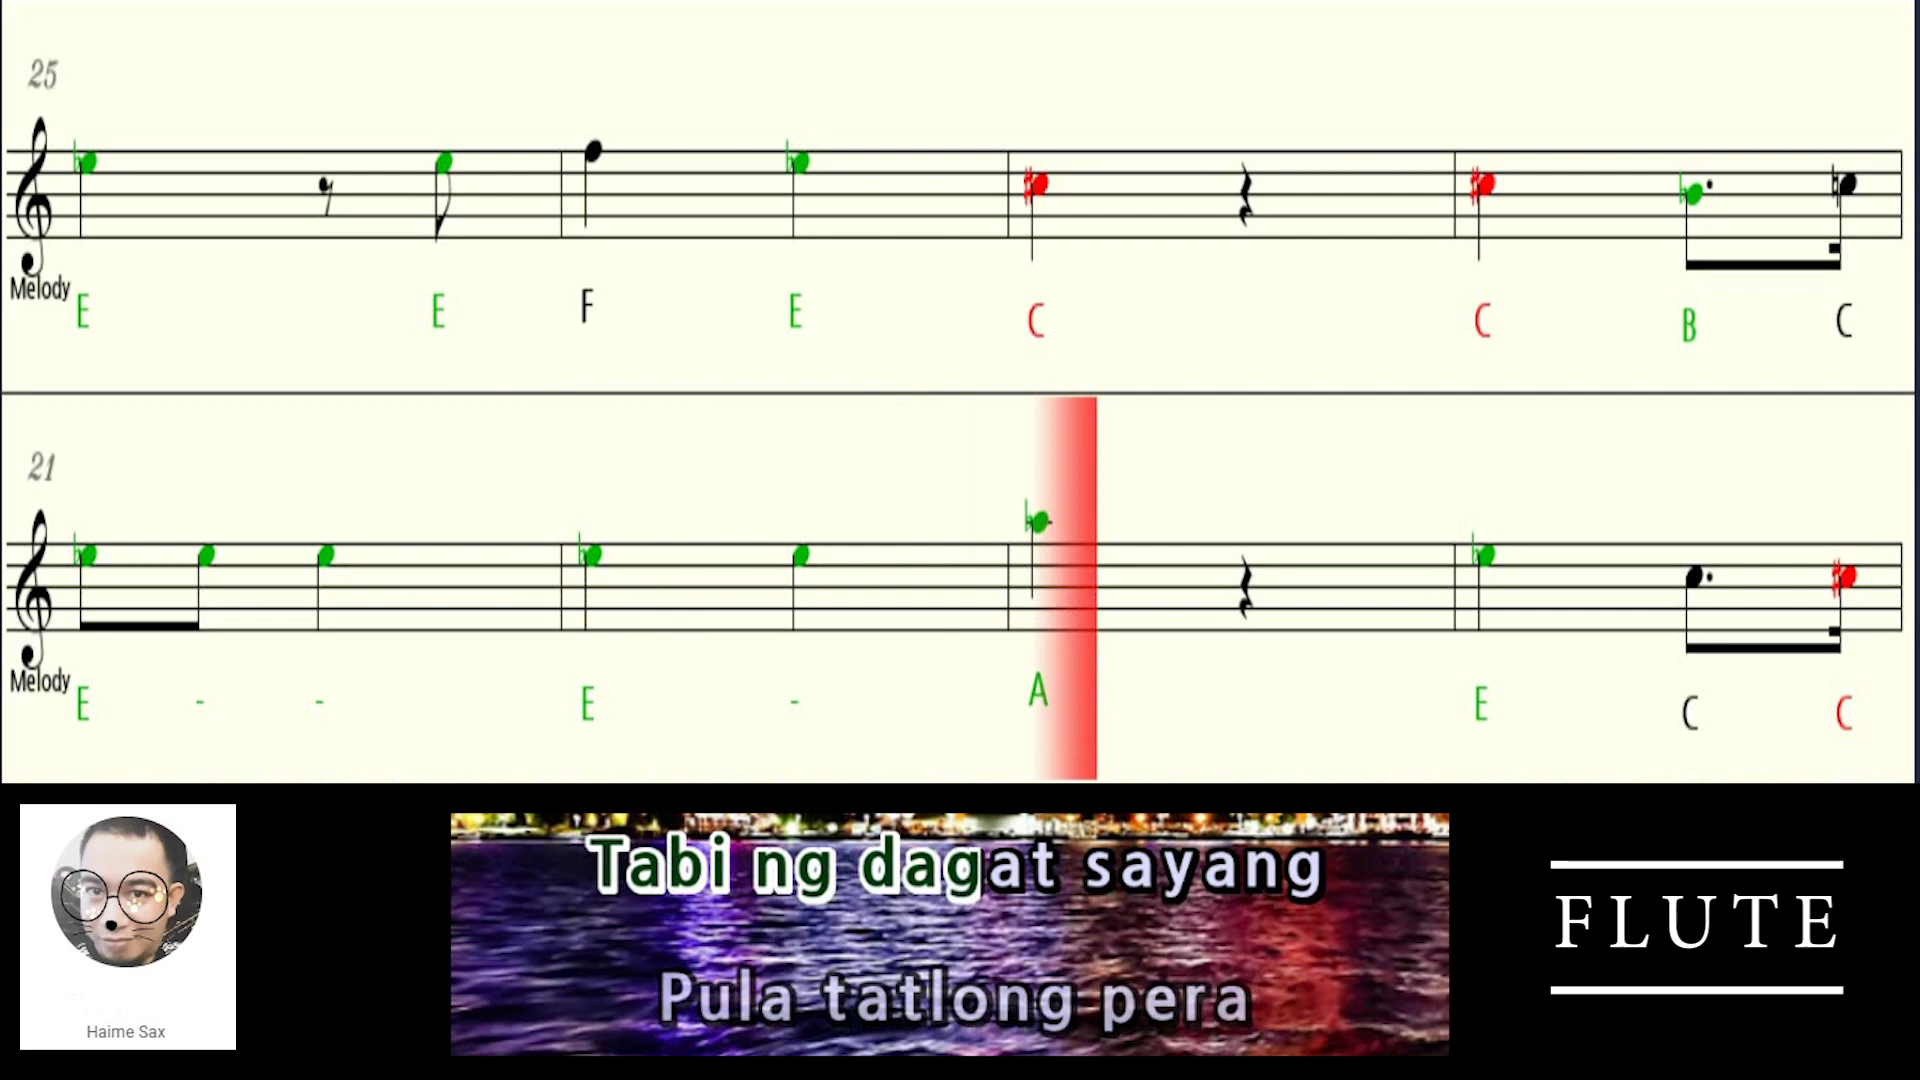 25
Melody
E E F E C C B C
21
Melody
E - - E - A E C C
Haime Sax
Tabi ng dagat sayang
Pula tatlong pera
FLUTE